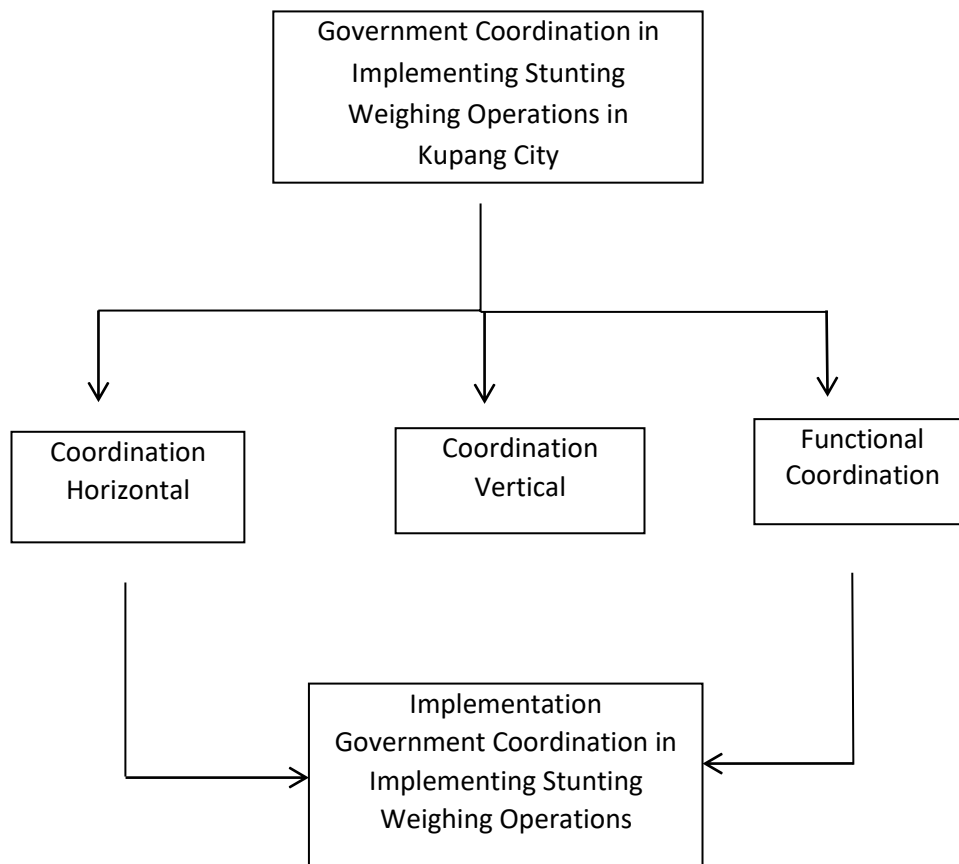 Government Coordination in
Implementing Stunting
Weighing Operations in
Kupang City
Coordination
Horizontal
Coordination
Vertical
Functional
Coordination
Implementation
Government Coordination in
Implementing Stunting
Weighing Operations